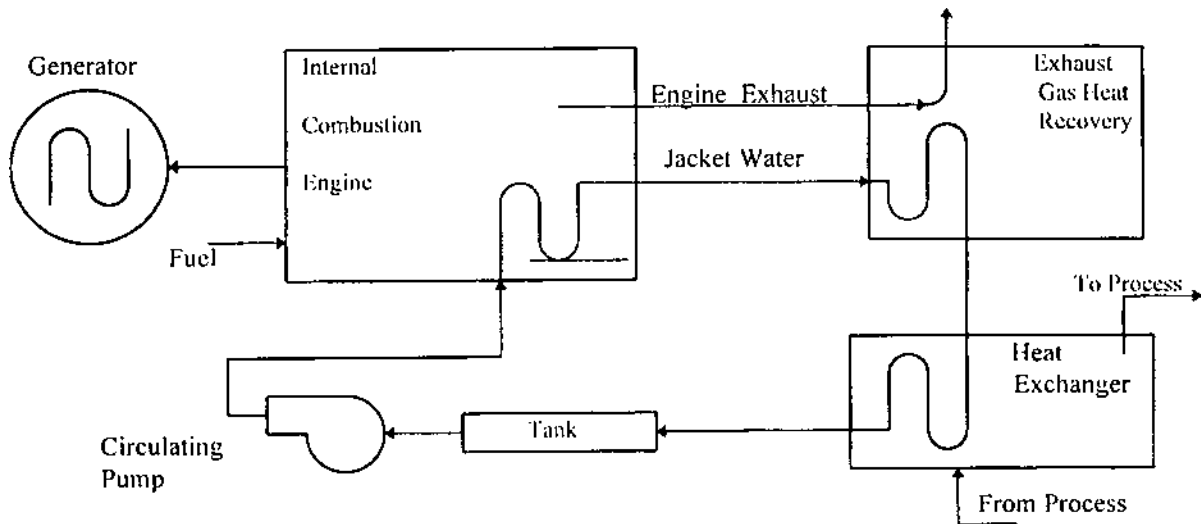 Generator
Internal
Combustion
Engine
Fuel
Engine Exhaust
Jacket Water
Exhaust
Gas Heat
Recovery
To Process
Heat
Exchanger
Tank
Circulating
Pump
From Process